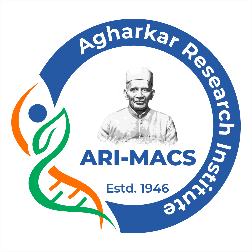 Agharkar Research Institute
ARI-MACS
Estd. 1946